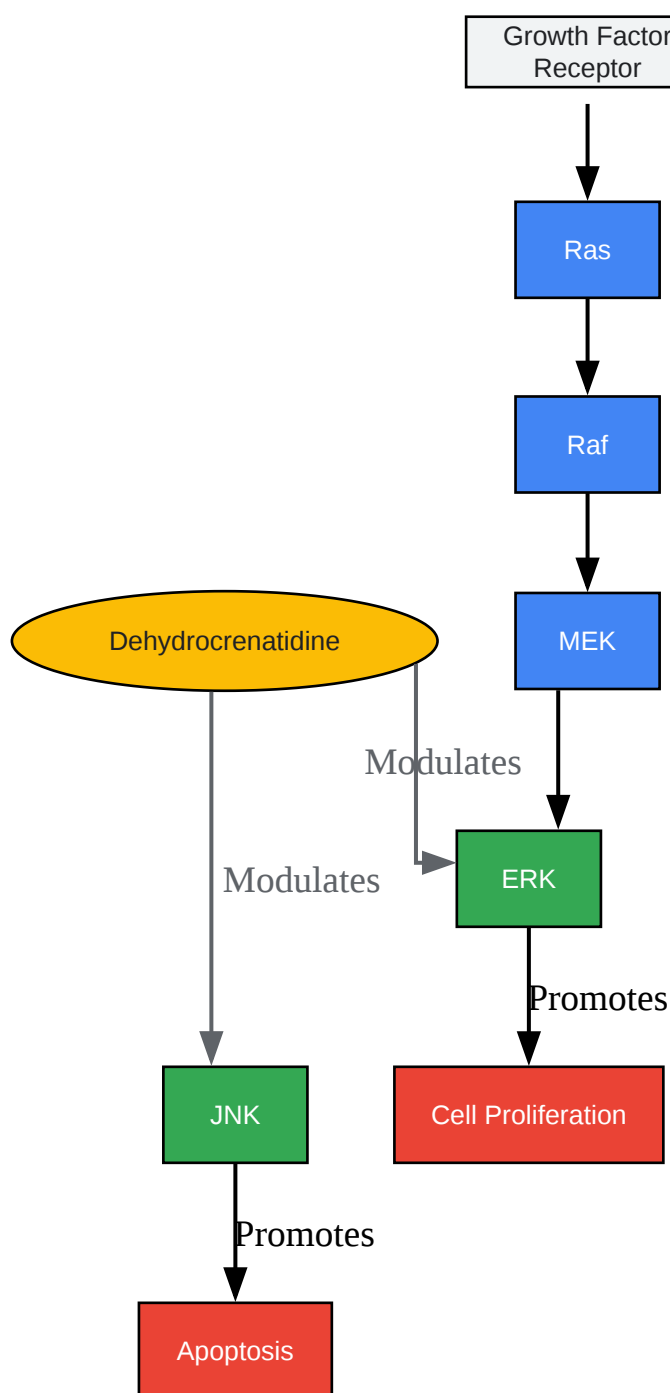 Growth Factor
Receptor
Ras
Raf
MEK
Dehydrocrenatidine
Modulates
Modulates
ERK
Promotes
JNK
Cell Proliferation
Promotes
Apoptosis